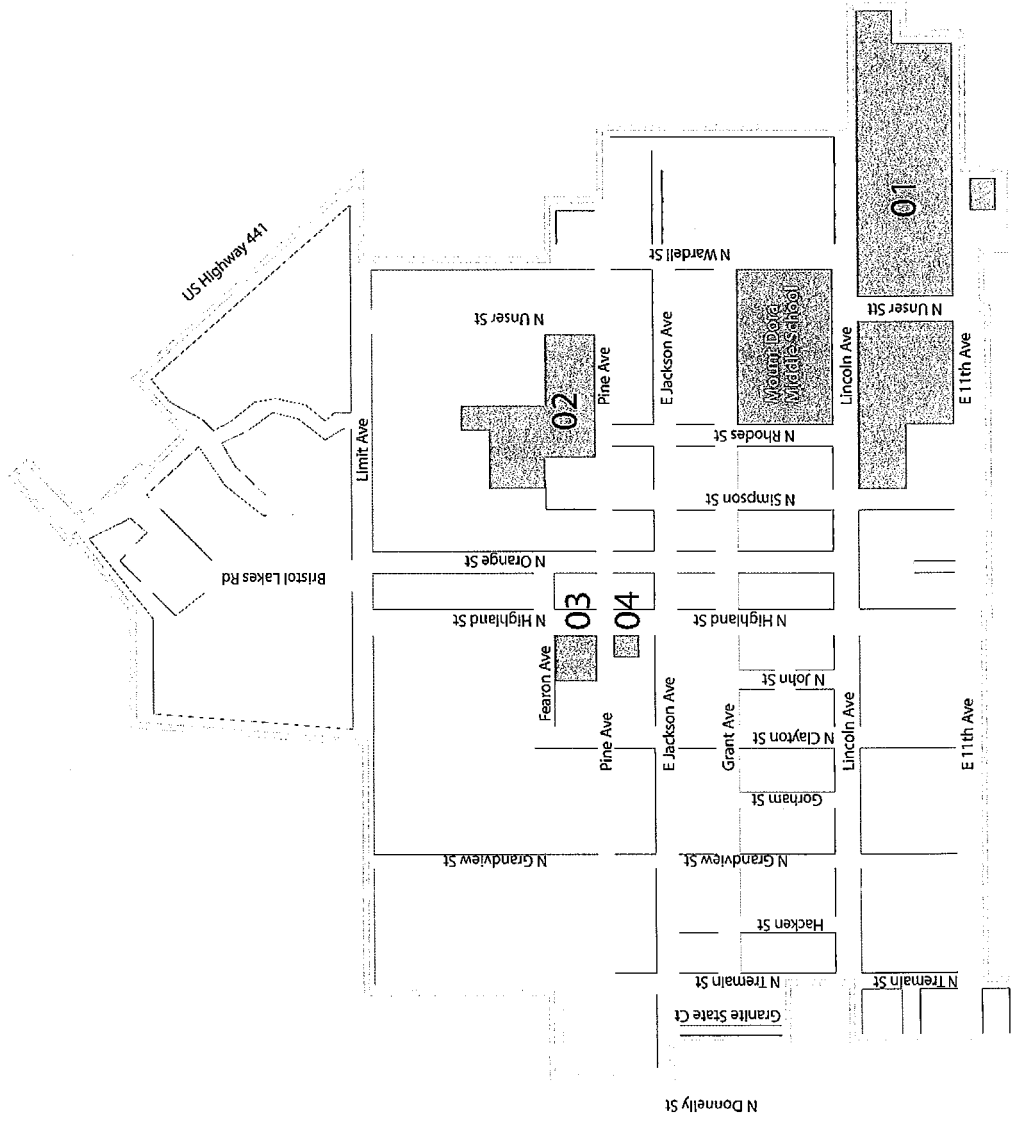 US Highway 441
Limit Ave
Bristol Lakes Rd
N Unser St
N Wardell St
02
Pine Ave
E Jackson Ave
Mount Dora
Middle School
Lincoln Ave
01
N Unser Stt
E 11th Ave
N Rhodes St
N Simpson St
N Orange St
N Highland St
03
04
N Highland St
Fearon Ave
N John St
Pine Ave
E Jackson Ave
Grant Ave
N Clayton St
Lincoln Ave
E 11th Ave
Gorham St
N Grandview St
N Grandview St
Hacken St
N Tremain St
N Tremain St
Granite State Ct
N Donnelly St